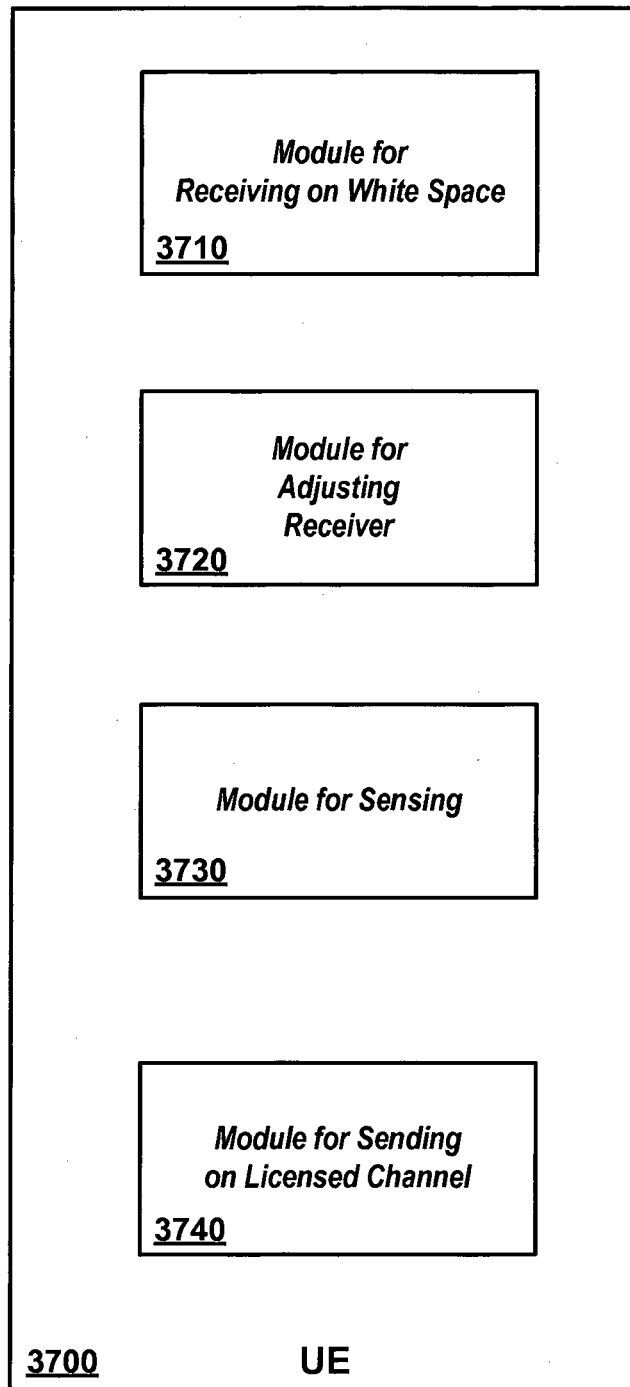 Module for
Receiving on White Space
3710
Module for
Adjusting
Receiver
3720
Module for Sensing
3730
Module for Sending
on Licensed Channel
3740
3700 UE